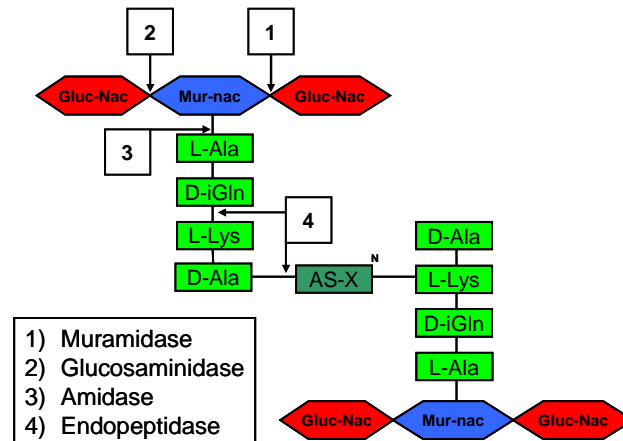 2 1
Gluc-Nac Mur-nac Gluc-Nac
3
L-Ala
D-iGln
4
L-Lys
D-Ala
D-Ala AS-X N L-Lys
D-iGln
L-Ala
Gluc-Nac Mur-nac Gluc-Nac
1) Muramidase
2) Glucosaminidase
3) Amidase
4) Endopeptidase